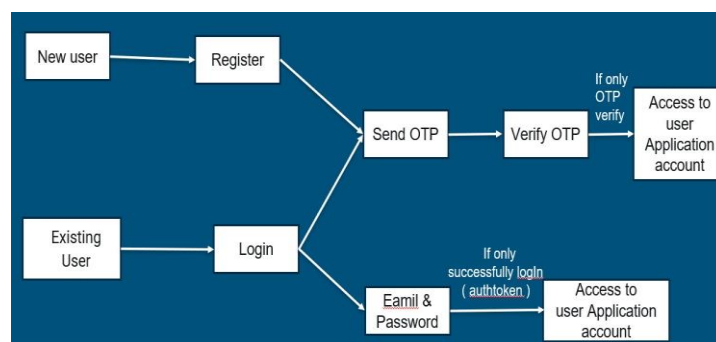 New user
Register
Send OTP
Verify OTP
If only
OTP
verify
Access to
user
Application
account
Existing
User
Login
Eamil &
Password
If only
successfully logIn
( authtoken )
Access to
user Application
account